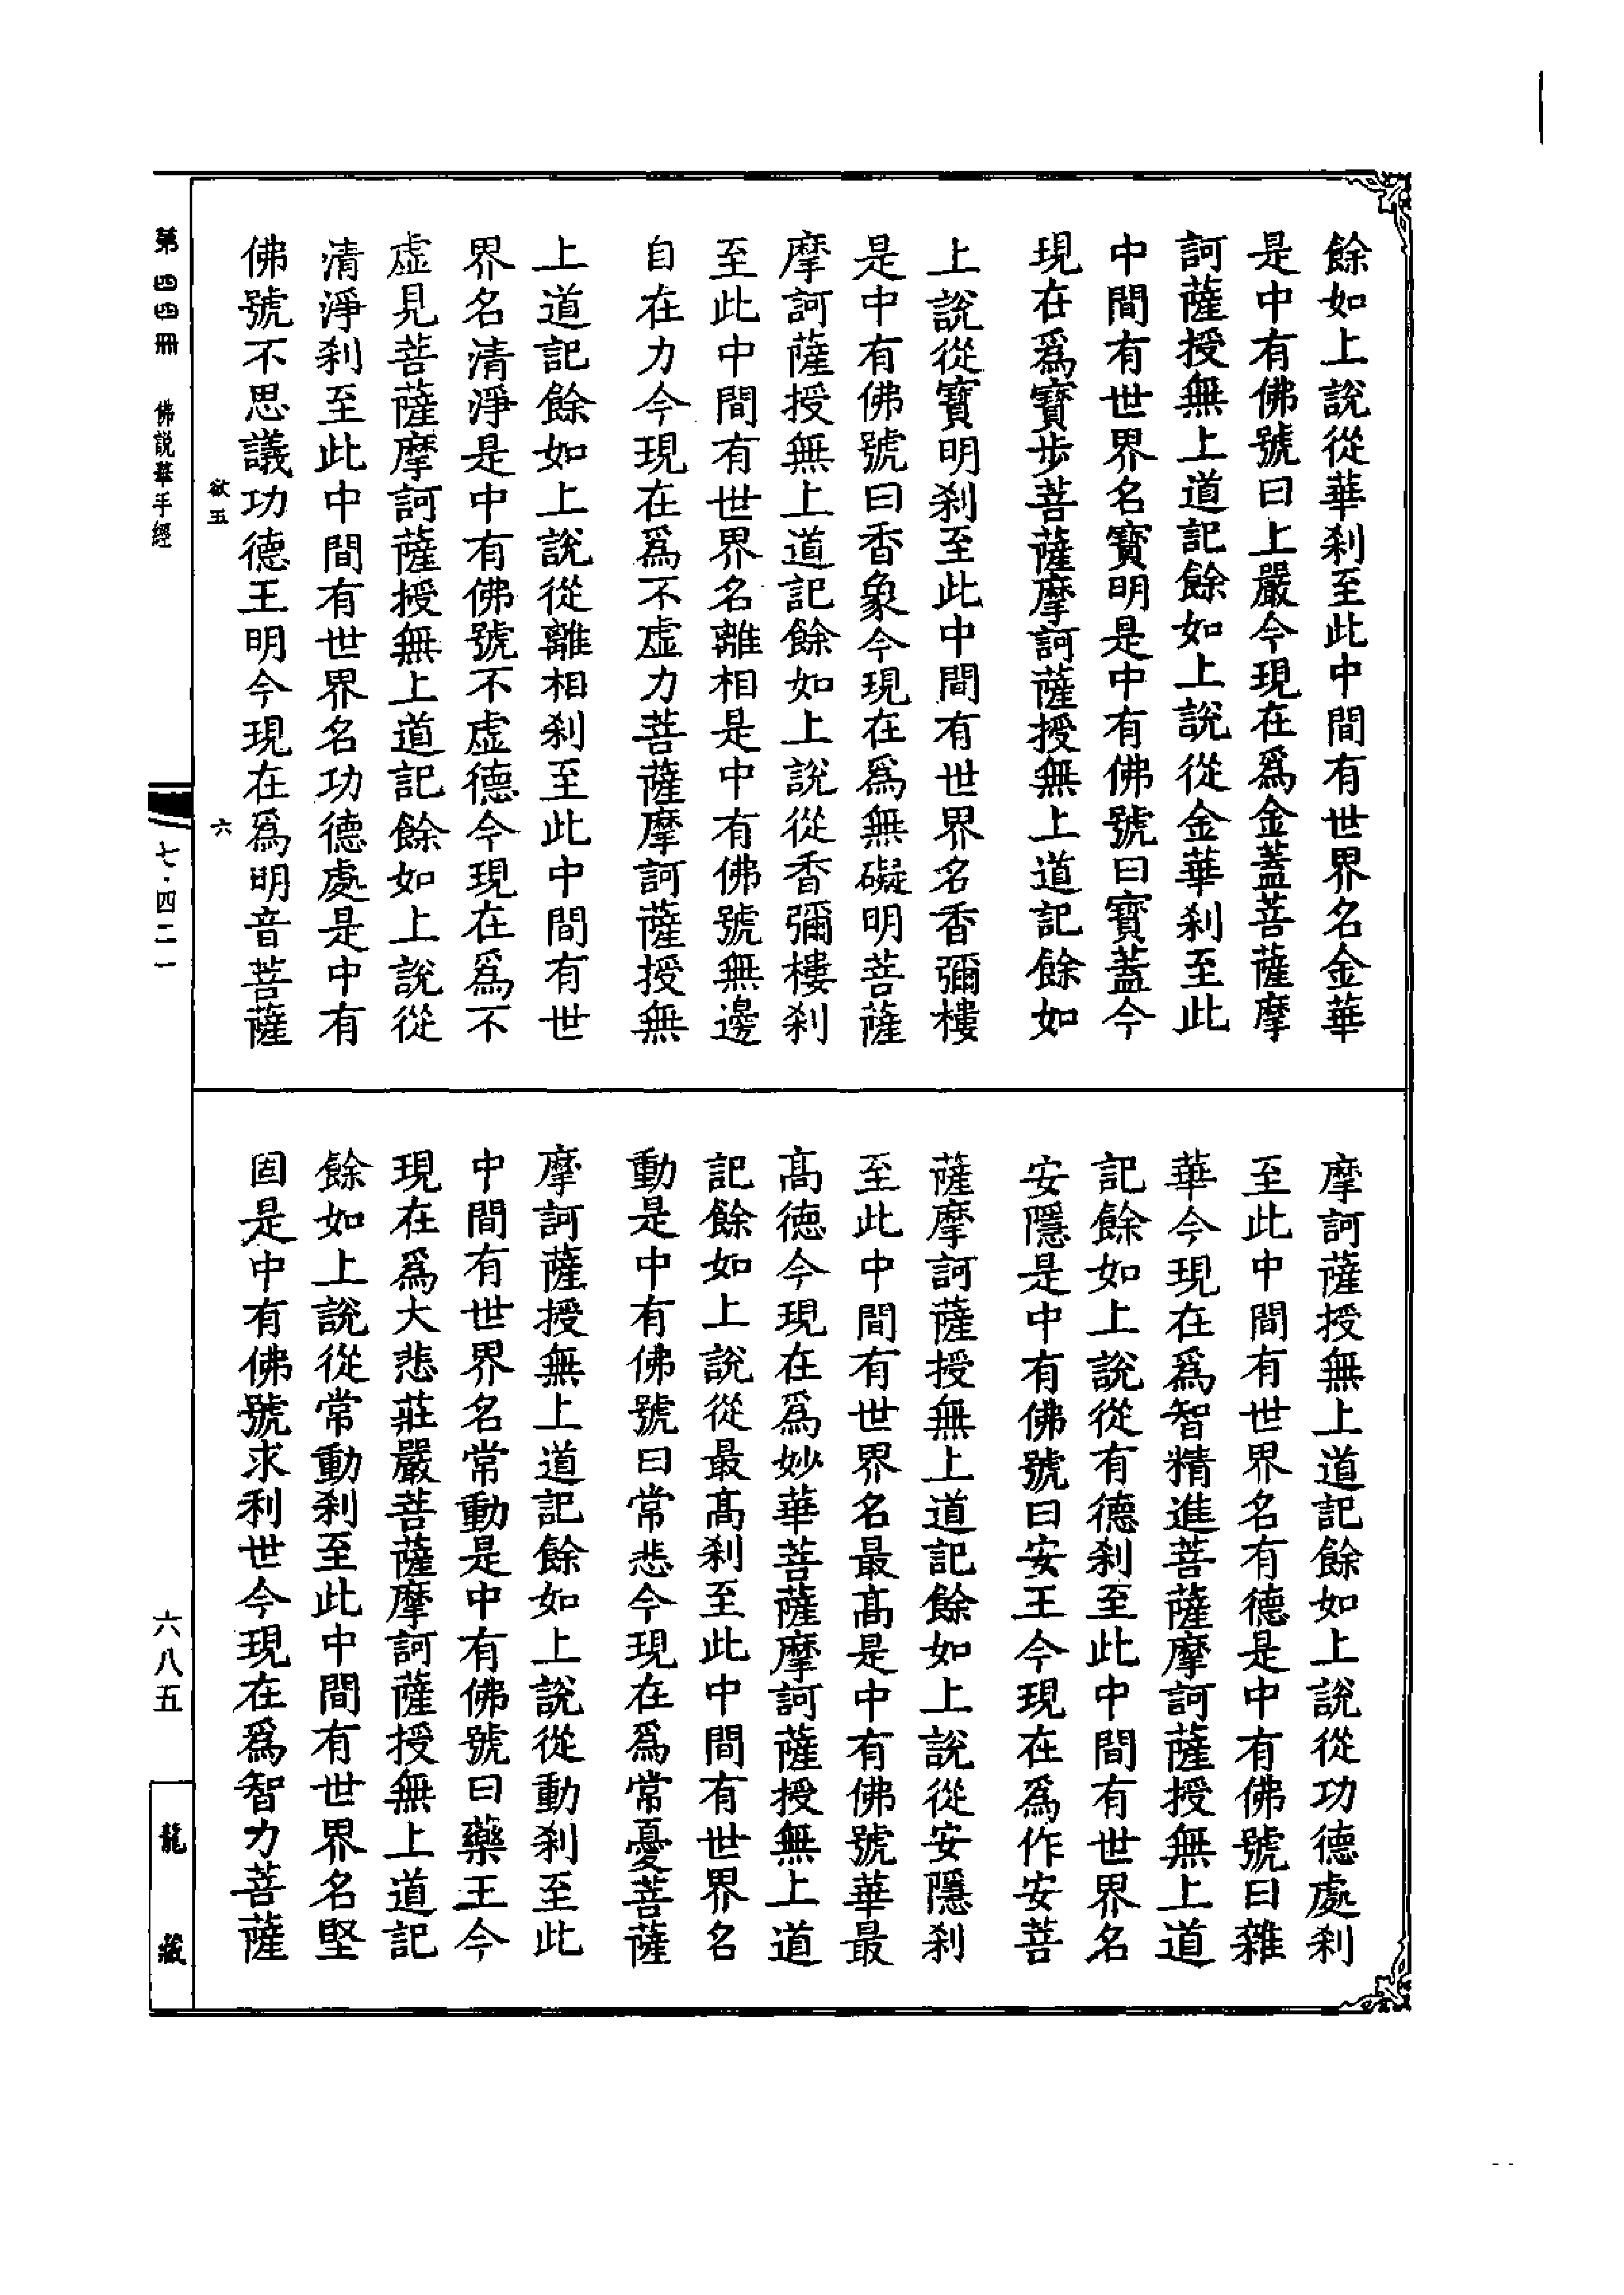 餘如上說從華刹至此中間有世界名金華
是中有佛號曰上嚴今現在爲金蓋菩薩摩
訶薩授無上道記餘如上說從金華刹至此
中間有世界名寶明是中有佛號曰寶蓋今
現在爲寶步菩薩摩訶薩授無上道記餘如
上說從寶明刹至此中間有世界名香彌樓
是中有佛號曰香象今現在爲無礙明菩薩
摩訶薩授無上道記餘如上說從香彌樓刹
至此中間有世界名離相是中有佛號無邊
自在力今現在爲不虛力菩薩摩訶薩授無
上道記餘如上說從離相刹至此中間有世
界名清淨是中有佛號不虛德今現在爲不
虛見菩薩摩訶薩授無上道記餘如上說從
清淨刹至此中間有世界名功德處是中有
佛號不思議功德王明今現在爲明音菩薩
摩訶薩授無上道記餘如上說從功德處刹
至此中間有世界名有德是中有佛號曰雜
華今現在爲智精進菩薩摩訶薩授無上道
記餘如上說從有德刹至此中間有世界名
安隱是中有佛號曰安王今現在爲作安菩
薩摩訶薩授無上道記餘如上說從安隱刹
至此中間有世界名最高是中有佛號華最
高德今現在爲妙華菩薩摩訶薩授無上道
記餘如上說從最高刹至此中間有世界名
動是中有佛號曰常悲今現在爲常憂菩薩
摩訶薩授無上道記餘如上說從動刹至此
中間有世界名常動是中有佛號曰藥王今
現在爲大悲莊嚴菩薩摩訶薩授無上道記
餘如上說從常動刹至此中間有世界名堅
固是中有佛號求利世今現在爲智力菩薩
欲五
六
第四四冊 佛說華手經
七·四二一
六八五
龍藏